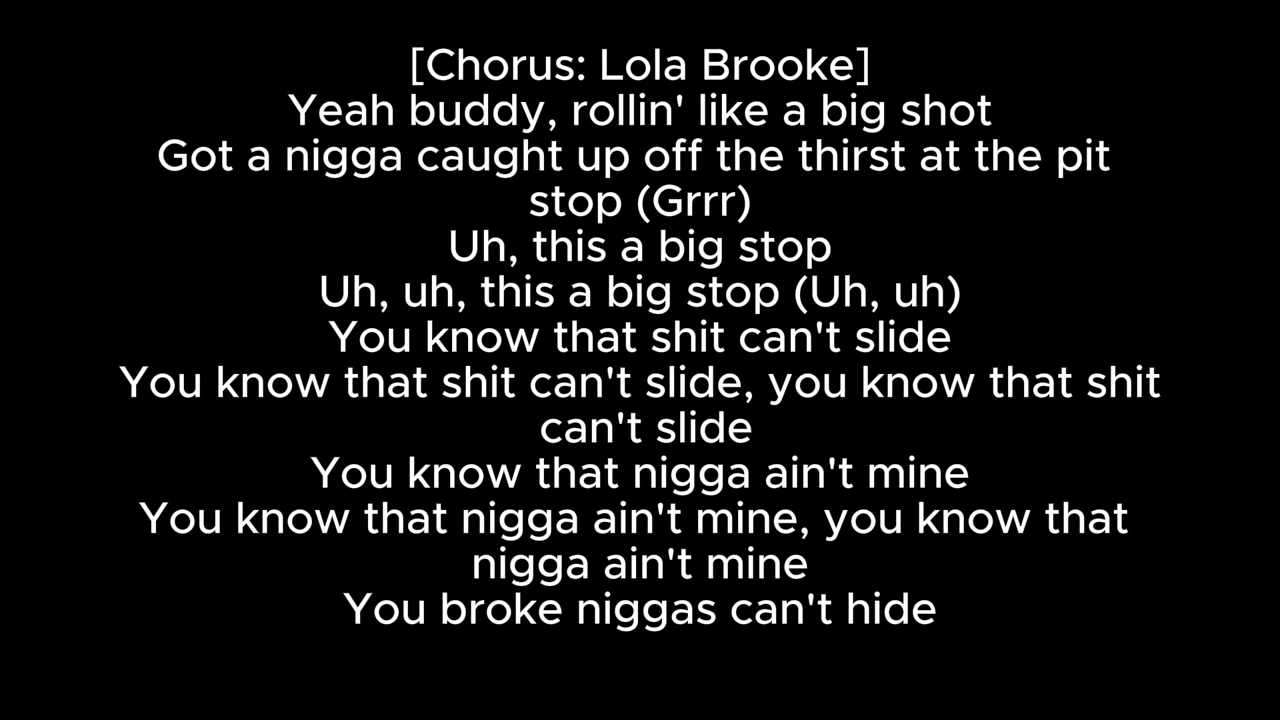 [Chorus: Lola Brooke]
Yeah buddy, rollin' like a big shot
Got a nigga caught up off the thirst at the pit
stop (Grrr)
Uh, this a big stop
Uh, uh, this a big stop (Uh, uh)
You know that shit can't slide
You know that shit can't slide, you know that shit
can't slide
You know that nigga ain't mine
You know that nigga ain't mine, you know that
nigga ain't mine
You broke niggas can't hide